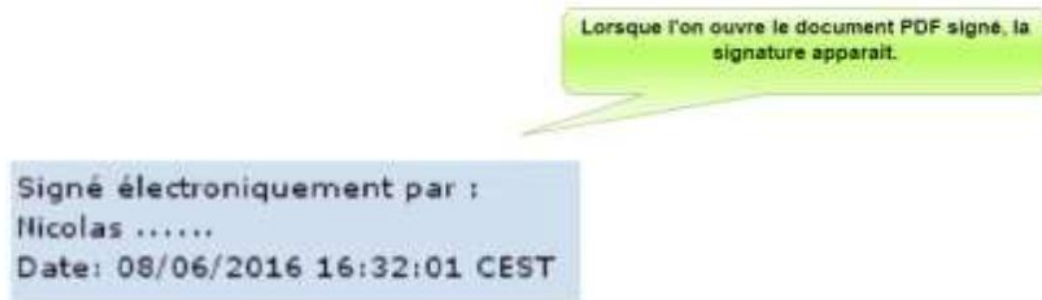 Lorsque l'on ouvre le document PDF signé, la
signature apparait.
Signé électroniquement par :
Nicolas ......
Date: 08/06/2016 16:32:01 CEST